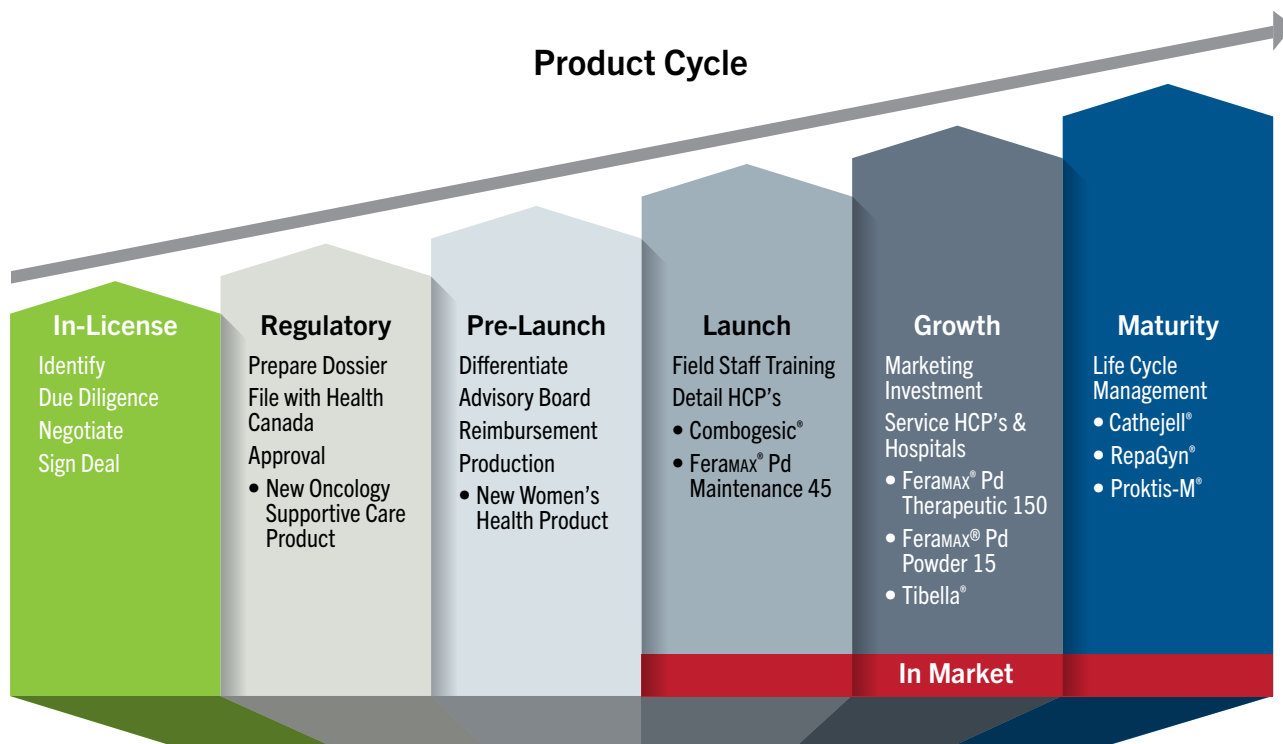 Product Cycle
In-License
Identify
Due Diligence
Negotiate
Sign Deal
Regulatory
Prepare Dossier
File with Health
Canada
Approval
• New Oncology
Supportive Care
Product
Pre-Launch
Differentiate
Advisory Board
Reimbursement
Production
• New Women's
Health Product
Launch
Field Staff Training
Detail HCP's
• Combogesic®
• FeraMAX® Pd
Maintenance 45
Growth
Marketing
Investment
Service HCP's &
Hospitals
• FeraMAX® Pd
Therapeutic 150
• FeraMAX® Pd
Powder 15
• Tibella®
Maturity
Life Cycle
Management
• Cathejell®
• RepaGyn®
• Proktis-M®
In Market